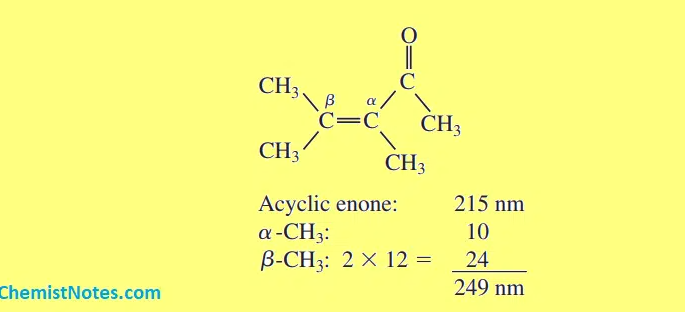 O
CH₃ C
β α
C=C CH₃
CH₃ CH₃
Acyclic enone: 215 nm
α-CH₃: 10
β-CH₃: 2 × 12 = 24
249 nm
ChemistNotes.com